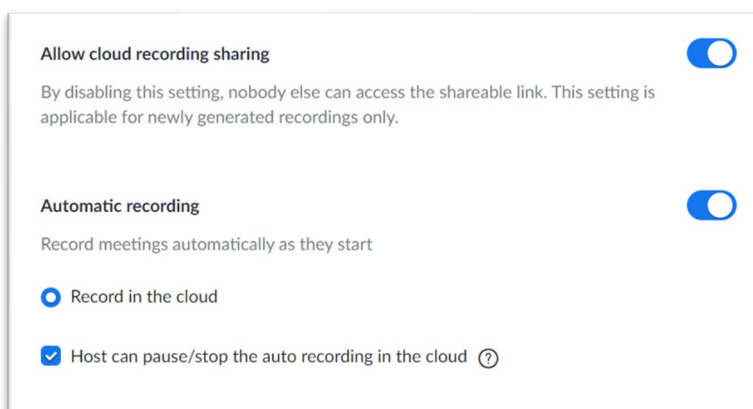 Allow cloud recording sharing
By disabling this setting, nobody else can access the shareable link. This setting is
applicable for newly generated recordings only.
Automatic recording
Record meetings automatically as they start
Record in the cloud
Host can pause/stop the auto recording in the cloud ?